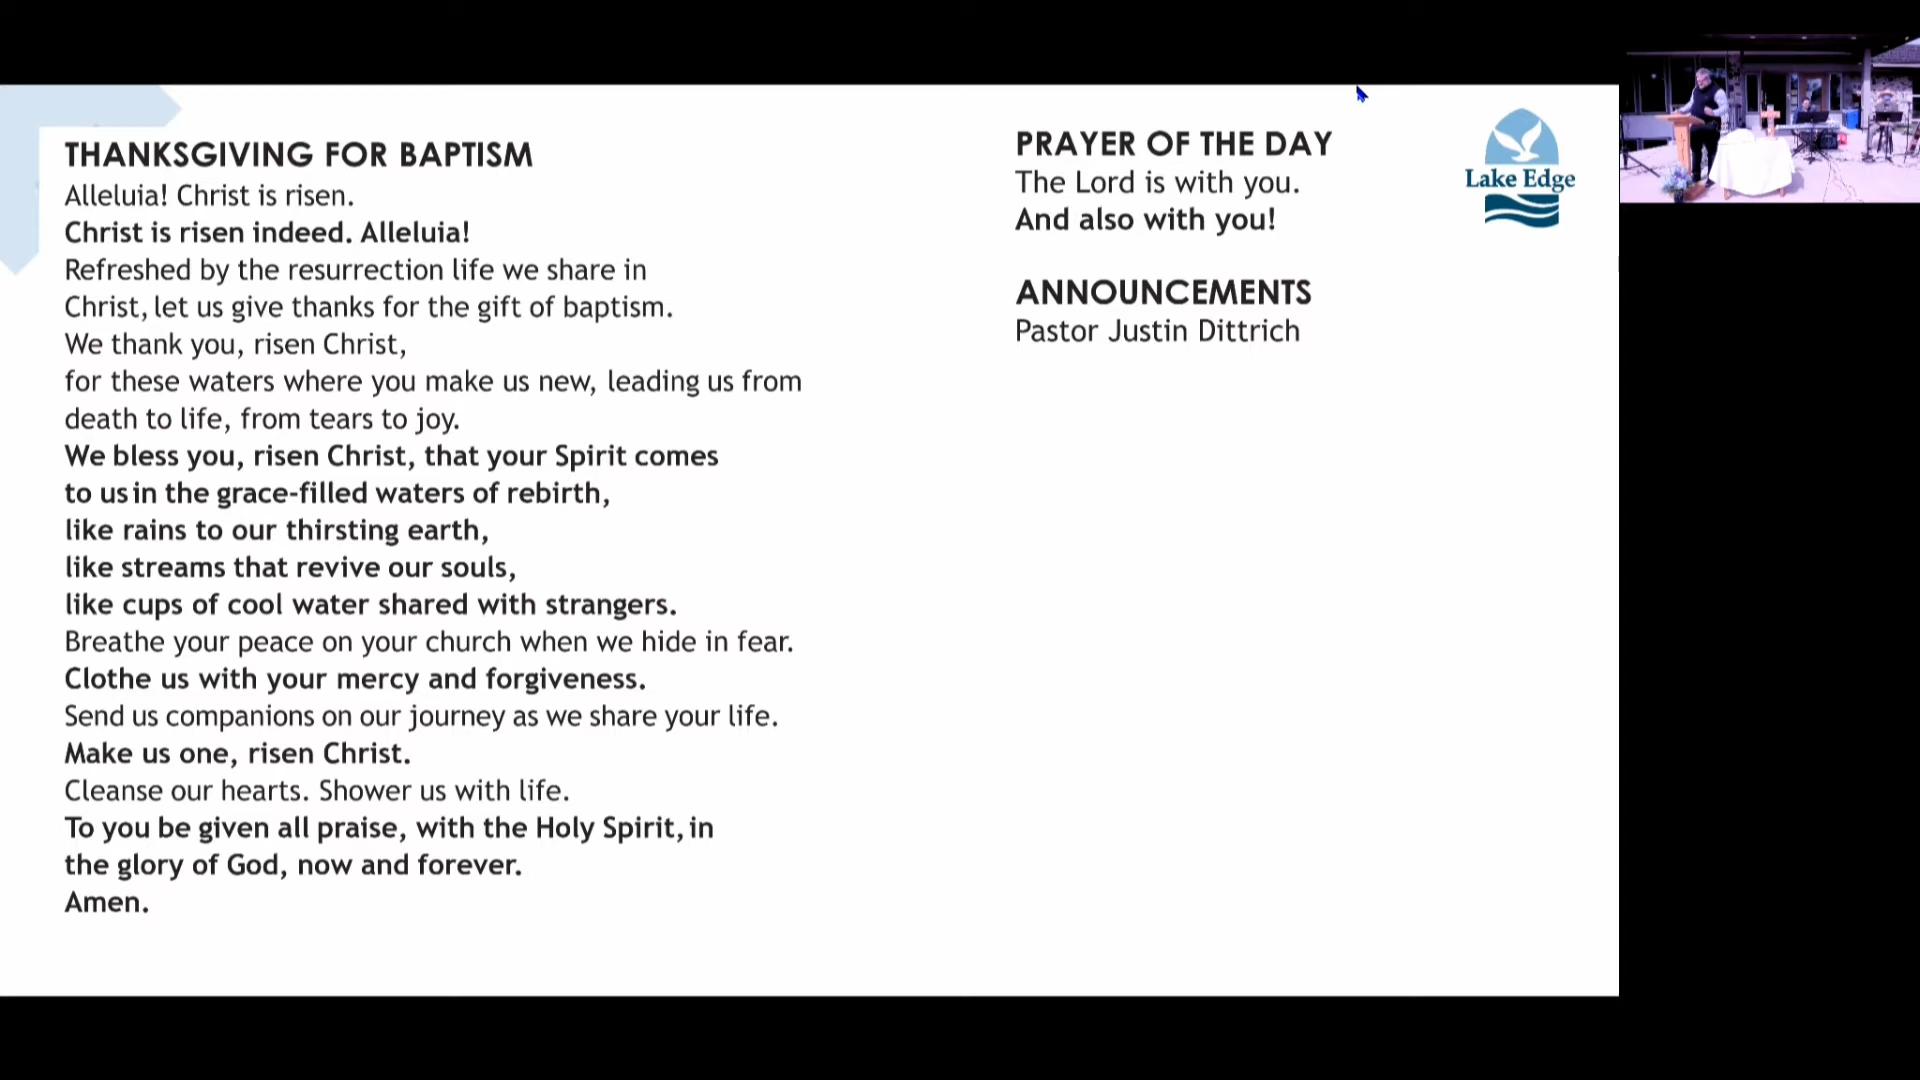 THANKSGIVING FOR BAPTISM
Alleluia! Christ is risen.
Christ is risen indeed. Alleluia!
Refreshed by the resurrection life we share in
Christ, let us give thanks for the gift of baptism.
We thank you, risen Christ,
for these waters where you make us new, leading us from
death to life, from tears to joy.
We bless you, risen Christ, that your Spirit comes
to us in the grace-filled waters of rebirth,
like rains to our thirsting earth,
like streams that revive our souls,
like cups of cool water shared with strangers.
Breathe your peace on your church when we hide in fear.
Clothe us with your mercy and forgiveness.
Send us companions on our journey as we share your life.
Make us one, risen Christ.
Cleanse our hearts. Shower us with life.
To you be given all praise, with the Holy Spirit, in
the glory of God, now and forever.
Amen.
PRAYER OF THE DAY
The Lord is with you.
And also with you!
ANNOUNCEMENTS
Pastor Justin Dittrich
Lake Edge